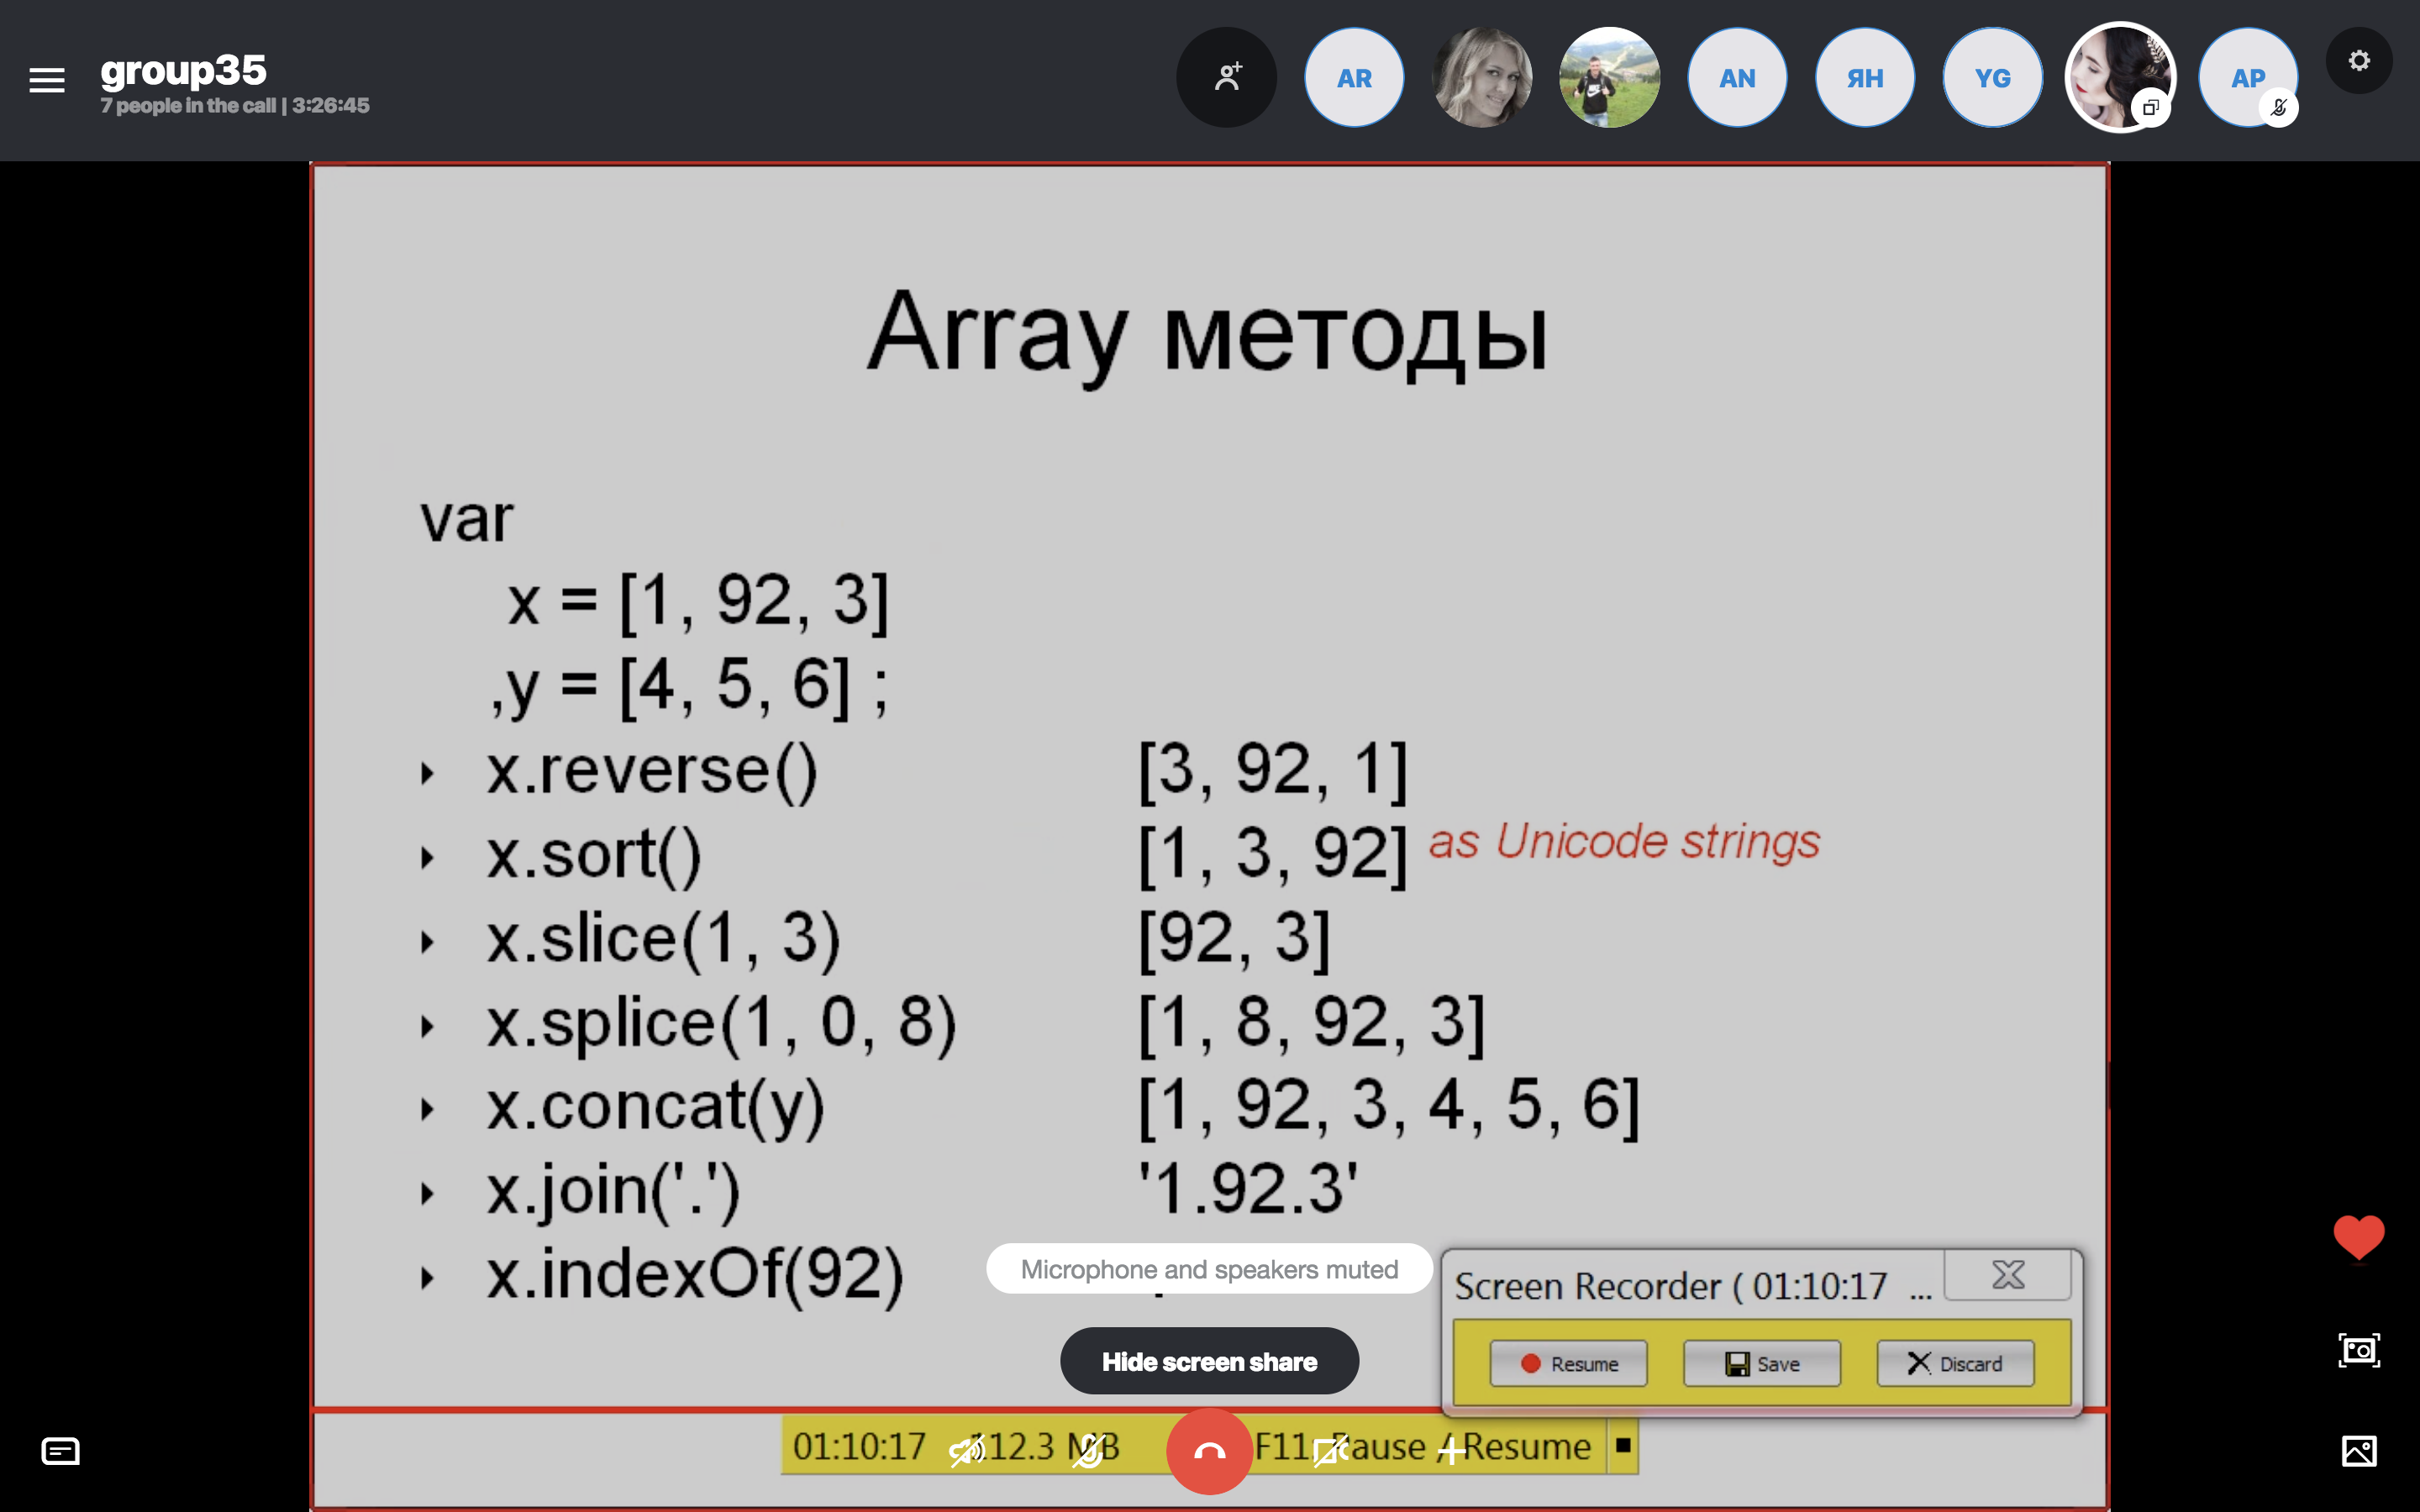 group35
7 people in the call | 3:26:45
AR
AN
ЯН
YG
AP
Array методы
var
x = [1, 92, 3]
,y = [4, 5, 6] ;
x.reverse() [3, 92, 1]
x.sort() [1, 3, 92] as Unicode strings
x.slice(1, 3) [92, 3]
x.splice(1, 0, 8) [1, 8, 92, 3]
x.concat(y) [1, 92, 3, 4, 5, 6]
x.join('.') '1.92.3'
x.indexOf(92)
Microphone and speakers muted
Screen Recorder ( 01:10:17 ...
Hide screen share
Resume Save Discard
01:10:17 112.3 MB F11: Pause / Resume